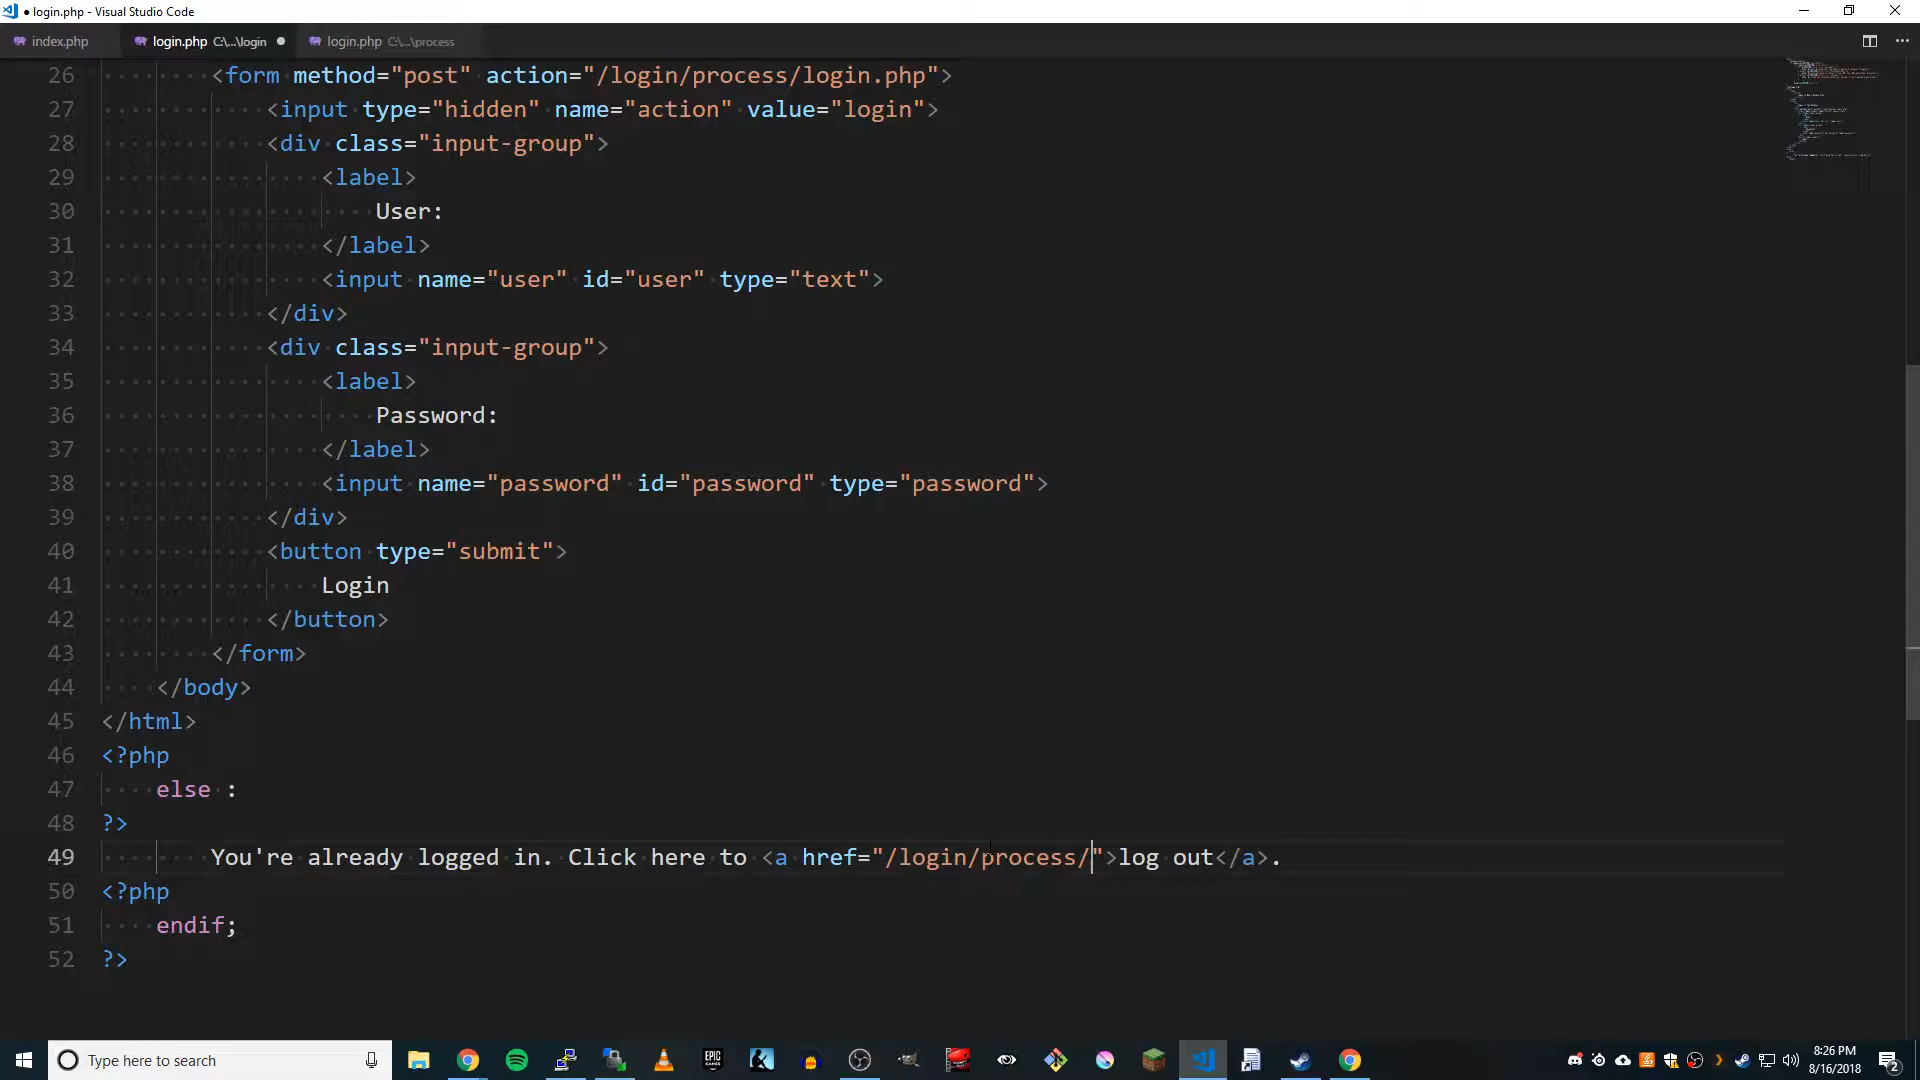 ● login.php - Visual Studio Code
index.php login.php C:\...\login ● login.php C:\...\process
26 <form method="post" action="/login/process/login.php">
27 <input type="hidden" name="action" value="login">
28 <div class="input-group">
29 <label>
30 User:
31 </label>
32 <input name="user" id="user" type="text">
33 </div>
34 <div class="input-group">
35 <label>
36 Password:
37 </label>
38 <input name="password" id="password" type="password">
39 </div>
40 <button type="submit">
41 Login
42 </button>
43 </form>
44 </body>
45 </html>
46 <?php
47 else :
48 ?>
49 You're already logged in. Click here to <a href="/login/process/">log out</a>.
50 <?php
51 endif;
52 ?>
Type here to search
EPIC GAMES
8:26 PM
8/16/2018
2